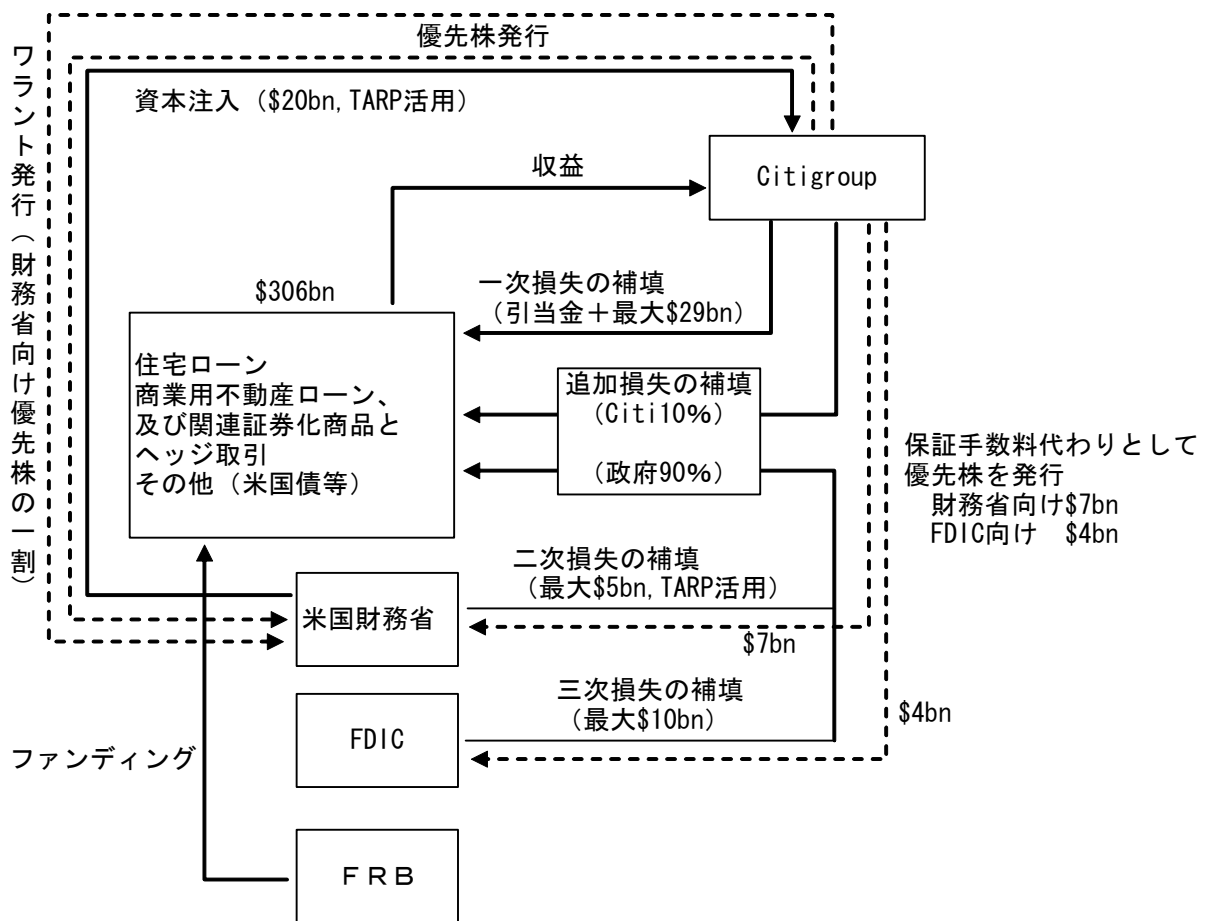 優先株発行
ワラント発行（財務省向け優先株の一割）
資本注入（$20bn,TARP活用）
Citigroup
収益
$306bn
一次損失の補填
（引当金＋最大$29bn）
住宅ローン
商業用不動産ローン、
及び関連証券化商品と
ヘッジ取引
その他（米国債等）
追加損失の補填
（Citi10%）
（政府90%）
保証手数料代わりとして
優先株を発行
財務省向け$7bn
FDIC向け $4bn
二次損失の補填
（最大$5bn,TARP活用）
米国財務省
$7bn
三次損失の補填
（最大$10bn）
$4bn
FDIC
ファンディング
ＦＲＢ